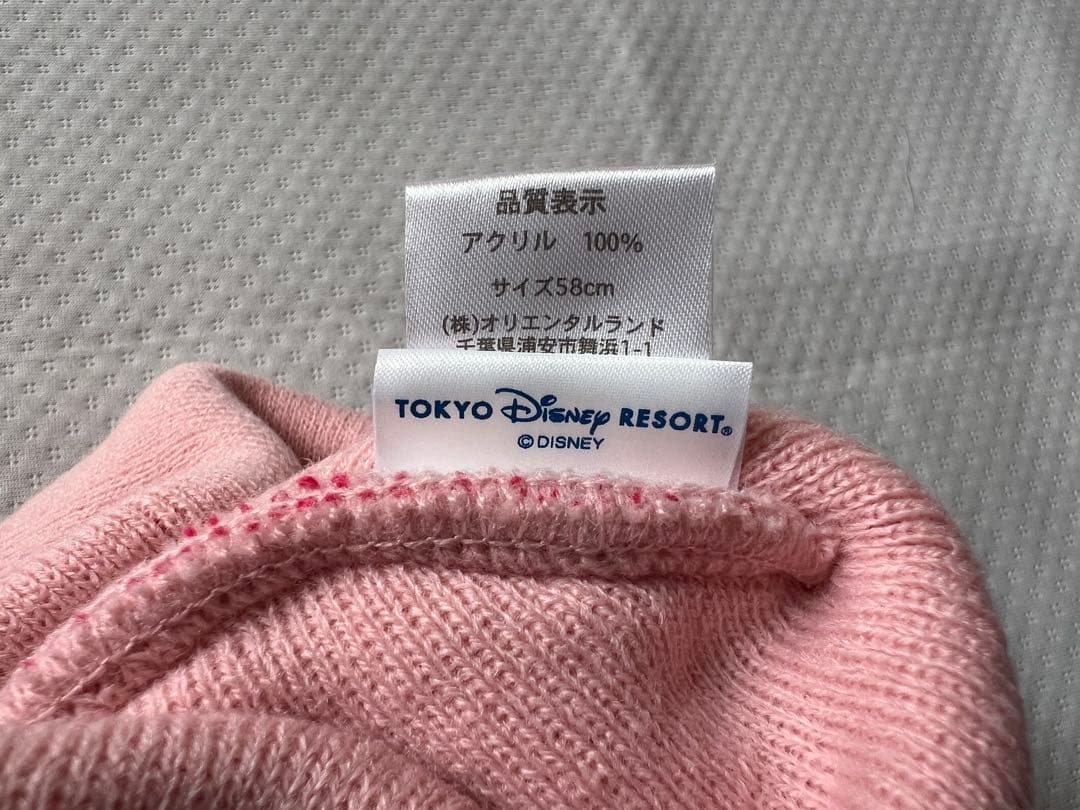 品質表示
アクリル 100%
サイズ58cm
(株)オリエンタルランド
千葉県浦安市舞浜1-1
TOKYO Disney RESORT®
©DISNEY